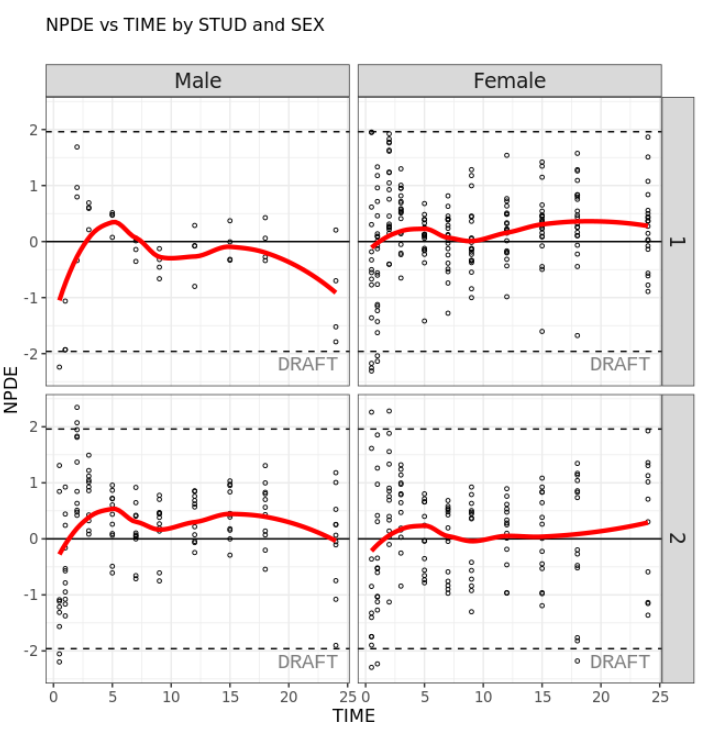 NPDE vs TIME by STUD and SEX
Male
Female
2
1
0
-1
-2
DRAFT
DRAFT
1
2
1
0
-1
-2
DRAFT
DRAFT
2
NPDE
0 5 10 15 20 25
0 5 10 15 20 25
TIME